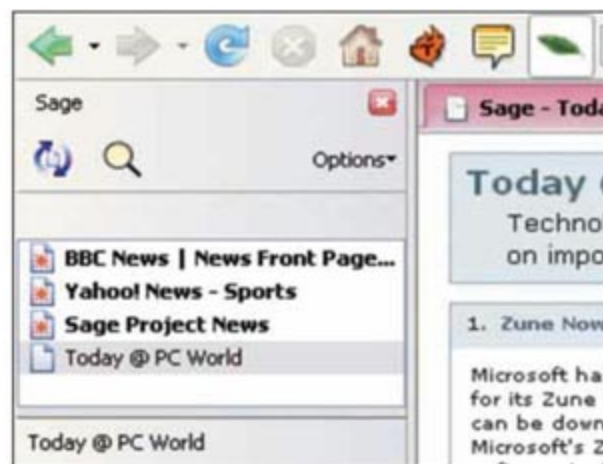 Sage
Options
BBC News | News Front Page...
Yahoo! News - Sports
Sage Project News
Today @ PC World
Today @ PC World
Sage - Toda
Today
Techno
on impo
1. Zune Now
Microsoft ha
for its Zune
can be down
Microsoft's Z